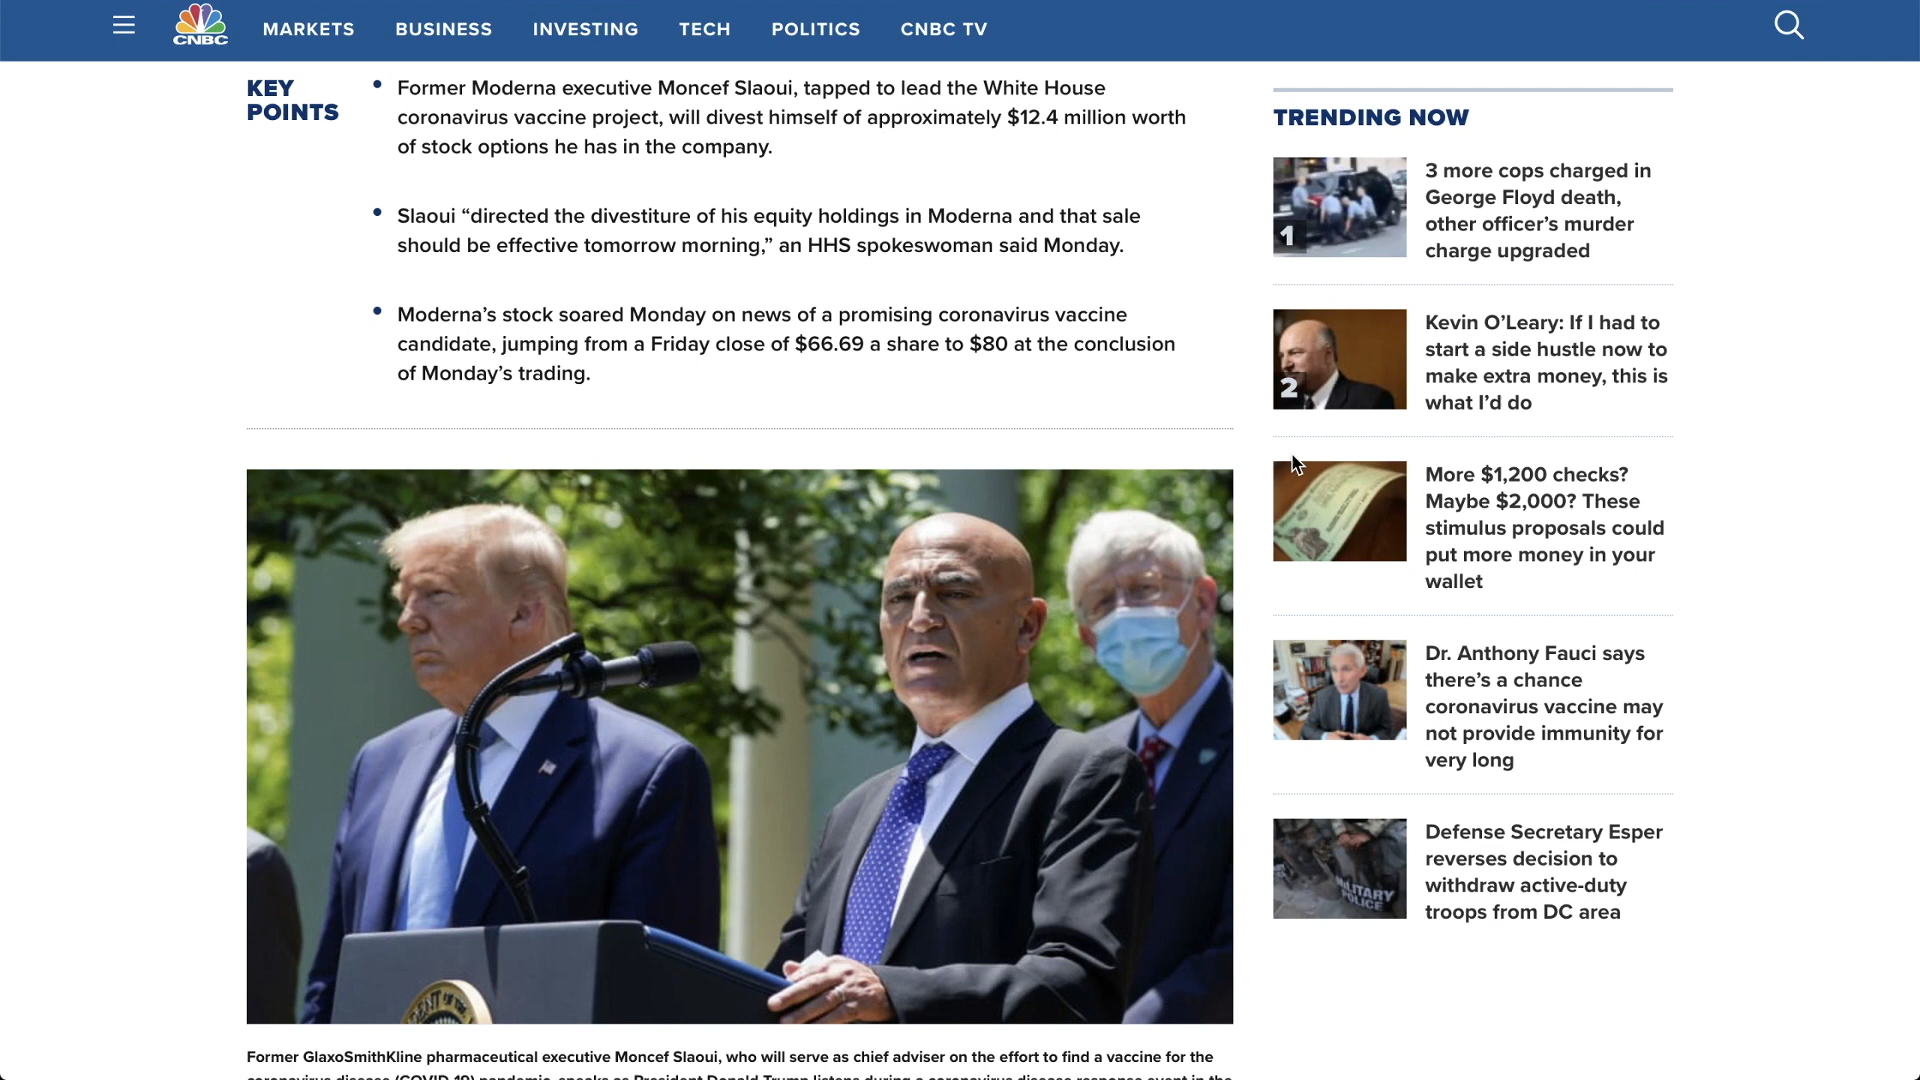 CNBC
MARKETS
BUSINESS
INVESTING
TECH
POLITICS
CNBC TV
KEY
POINTS
Former Moderna executive Moncef Slaoui, tapped to lead the White House
coronavirus vaccine project, will divest himself of approximately $12.4 million worth
of stock options he has in the company.
Slaoui “directed the divestiture of his equity holdings in Moderna and that sale
should be effective tomorrow morning,” an HHS spokeswoman said Monday.
Moderna’s stock soared Monday on news of a promising coronavirus vaccine
candidate, jumping from a Friday close of $66.69 a share to $80 at the conclusion
of Monday’s trading.
ENT OF THE
Former GlaxoSmithKline pharmaceutical executive Moncef Slaoui, who will serve as chief adviser on the effort to find a vaccine for the
coronavirus disease (COVID-19) pandemic, speaks as President Donald Trump listens during a coronavirus disease response event in the
TRENDING NOW
1
3 more cops charged in
George Floyd death,
other officer’s murder
charge upgraded
2
Kevin O’Leary: If I had to
start a side hustle now to
make extra money, this is
what I’d do
More $1,200 checks?
Maybe $2,000? These
stimulus proposals could
put more money in your
wallet
Dr. Anthony Fauci says
there’s a chance
coronavirus vaccine may
not provide immunity for
very long
MILITARY
POLICE
Defense Secretary Esper
reverses decision to
withdraw active-duty
troops from DC area